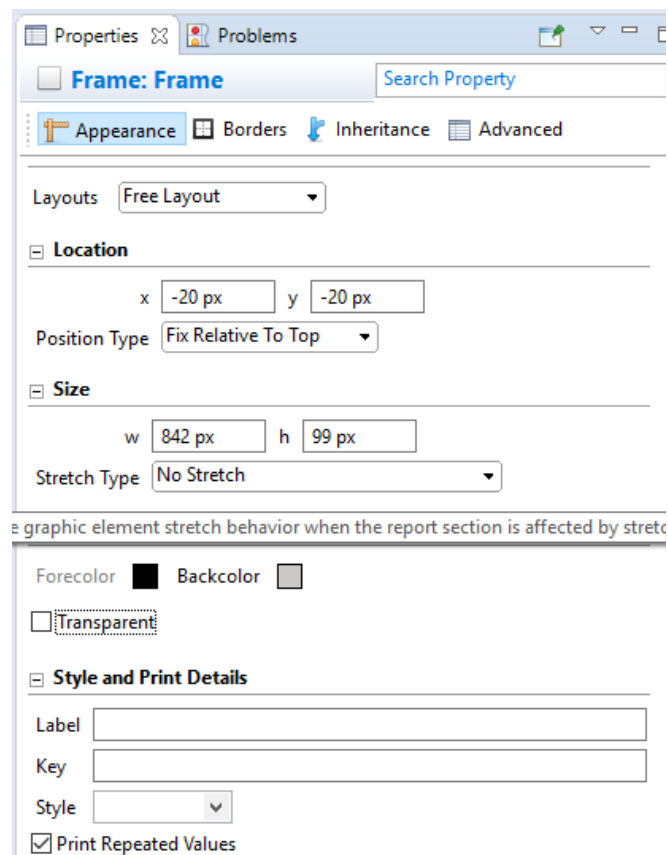 Properties Problems
Frame: Frame Search Property
Appearance Borders Inheritance Advanced
Layouts Free Layout
Location
x -20 px y -20 px
Position Type Fix Relative To Top
Size
w 842 px h 99 px
Stretch Type No Stretch
e graphic element stretch behavior when the report section is affected by stretc
Forecolor Backcolor
Transparent
Style and Print Details
Label
Key
Style
Print Repeated Values